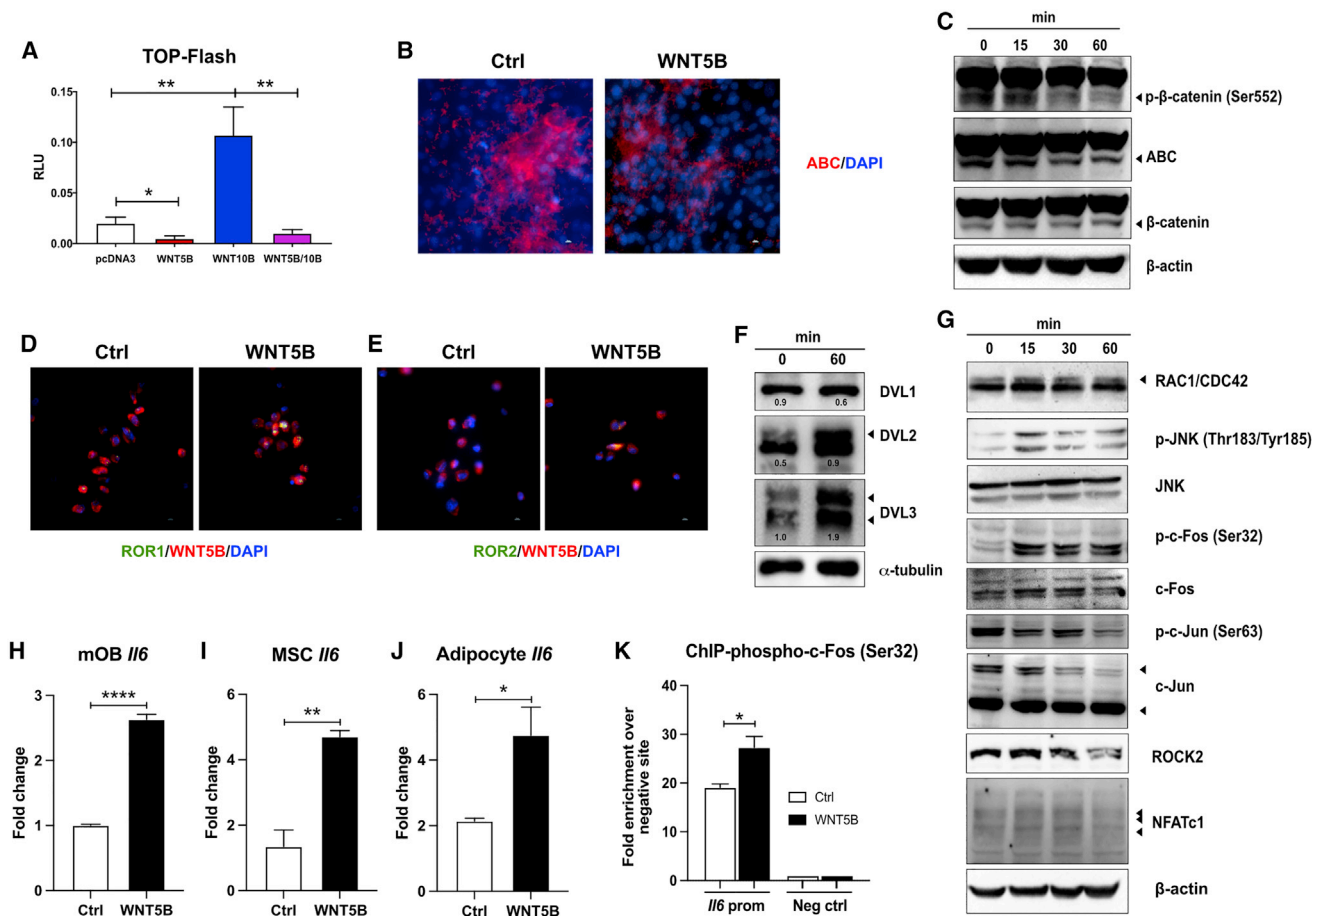 A
TOP-Flash
** **
0.15
0.10
0.05
0.00
RLU
*
pcDNA3 WNT5B WNT10B WNT5B/10B
B
Ctrl WNT5B
ABC/DAPI
C
min
0 15 30 60
p-β-catenin (Ser552)
ABC
β-catenin
β-actin
D
Ctrl WNT5B
ROR1/WNT5B/DAPI
E
Ctrl WNT5B
ROR2/WNT5B/DAPI
F
min
0 60
DVL1
0.9 0.6
DVL2
0.5 0.9
DVL3
1.0 1.9
α-tubulin
G
min
0 15 30 60
RAC1/CDC42
p-JNK (Thr183/Tyr185)
JNK
p-c-Fos (Ser32)
c-Fos
p-c-Jun (Ser63)
c-Jun
ROCK2
NFATc1
β-actin
H
mOB Il6
****
3
2
1
0
Fold change
Ctrl WNT5B
I
MSC Il6
**
6
4
2
0
Fold change
Ctrl WNT5B
J
Adipocyte Il6
*
6
4
2
0
Fold change
Ctrl WNT5B
K
ChIP-phospho-c-Fos (Ser32)
*
40
30
20
10
0
Fold enrichment over
negative site
Ctrl
WNT5B
Il6 prom Neg ctrl